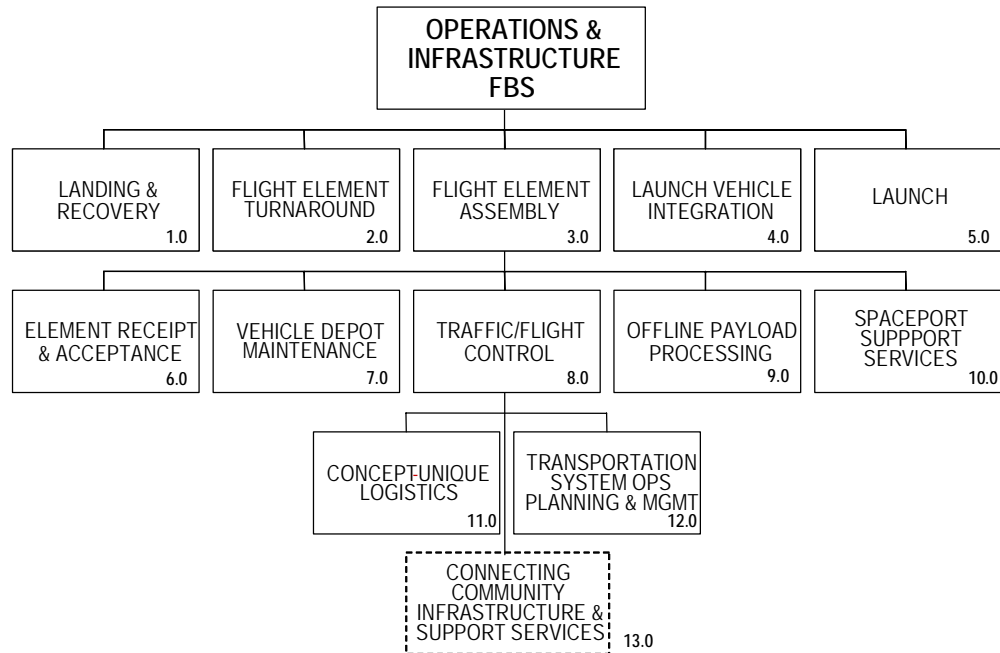 OPERATIONS &
INFRASTRUCTURE
FBS
LANDING &
RECOVERY
1.0
FLIGHT ELEMENT
TURNAROUND
2.0
FLIGHT ELEMENT
ASSEMBLY
3.0
LAUNCH VEHICLE
INTEGRATION
4.0
LAUNCH
5.0
ELEMENT RECEIPT
& ACCEPTANCE
6.0
VEHICLE DEPOT
MAINTENANCE
7.0
TRAFFIC/FLIGHT
CONTROL
8.0
OFFLINE PAYLOAD
PROCESSING
9.0
SPACEPORT
SUPPPORT
SERVICES
10.0
CONCEPT-UNIQUE
LOGISTICS
11.0
TRANSPORTATION
SYSTEM OPS
PLANNING & MGMT
12.0
CONNECTING
COMMUNITY
INFRASTRUCTURE &
SUPPORT SERVICES
13.0